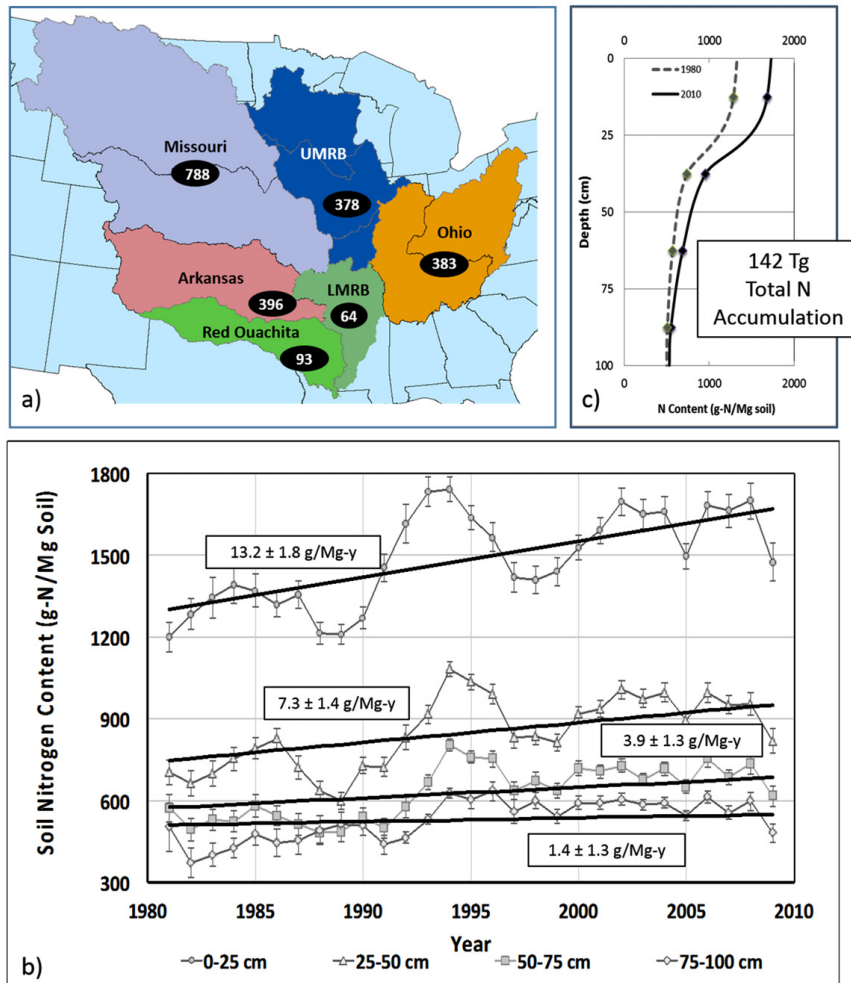 Missouri
788
UMRB
378
Ohio
383
Arkansas
396
LMRB
64
Red Ouachita
93
a)
c)
0 1000 2000
Depth (cm)
0
25
50
75
100
1980
2010
142 Tg
Total N
Accumulation
0 1000 2000
N Content (g-N/Mg soil)
Soil Nitrogen Content (g-N/Mg Soil)
1800
1500
1200
900
600
300
13.2 ± 1.8 g/Mg-y
7.3 ± 1.4 g/Mg-y
3.9 ± 1.3 g/Mg-y
1.4 ± 1.3 g/Mg-y
1980 1985 1990 1995 2000 2005 2010
Year
b)
0-25 cm 25-50 cm 50-75 cm 75-100 cm